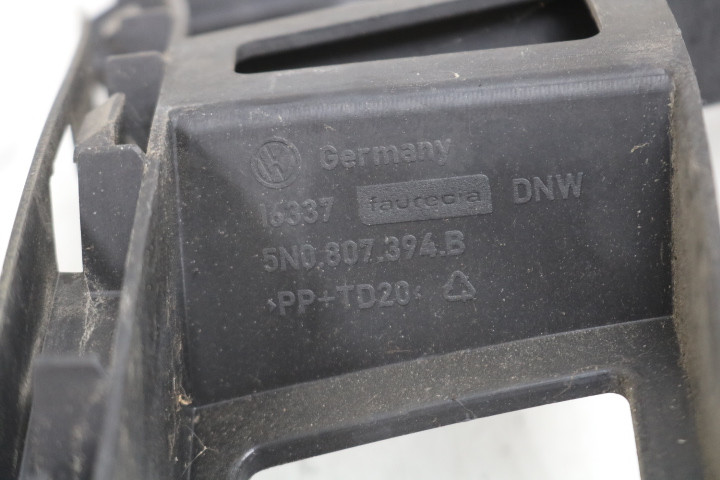 Germany
16337 faurecia DNW
5N0.807.394.B
>PP+TD20<